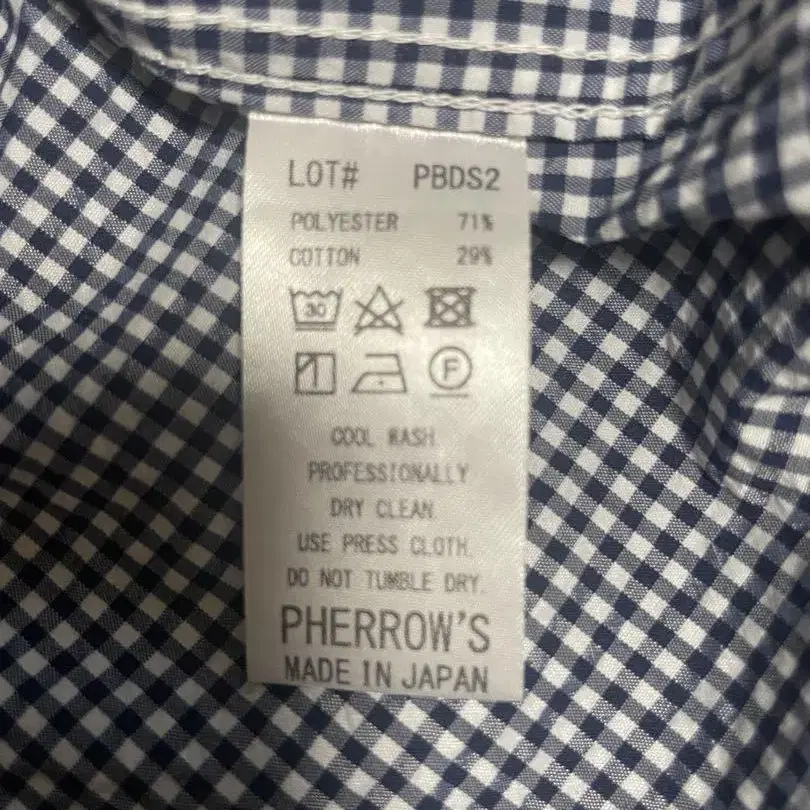 LOT# PBDS2
POLYESTER 71%
COTTON 29%
30
F
COOL WASH.
PROFESSIONALLY
DRY CLEAN.
USE PRESS CLOTH.
DO NOT TUMBLE DRY.
PHERROW'S
MADE IN JAPAN